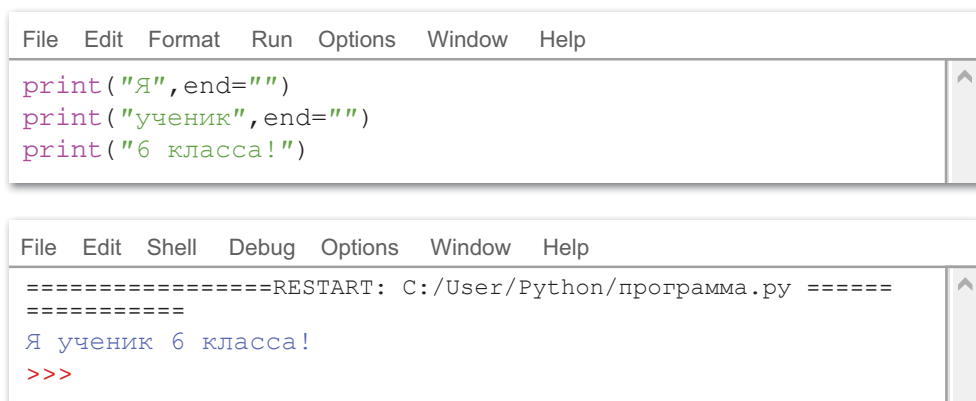 File Edit Format Run Options Window Help
print("Я",end="")
print("ученик",end="")
print("6 класса!")
File Edit Shell Debug Options Window Help
=================RESTART: C:/User/Python/программа.py ======
===========
Я ученик 6 класса!
>>>